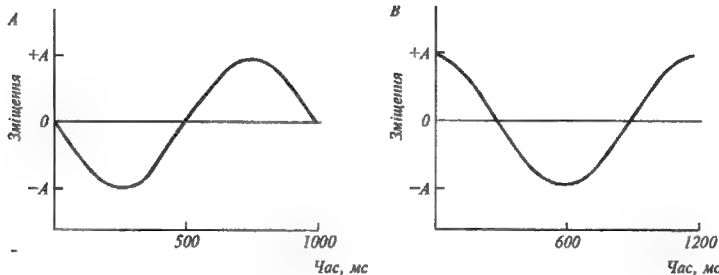 А
Зміщення
+A
0
−A
500
1000
Час, мс
В
Зміщення
+A
0
−A
600
1200
Час, мс